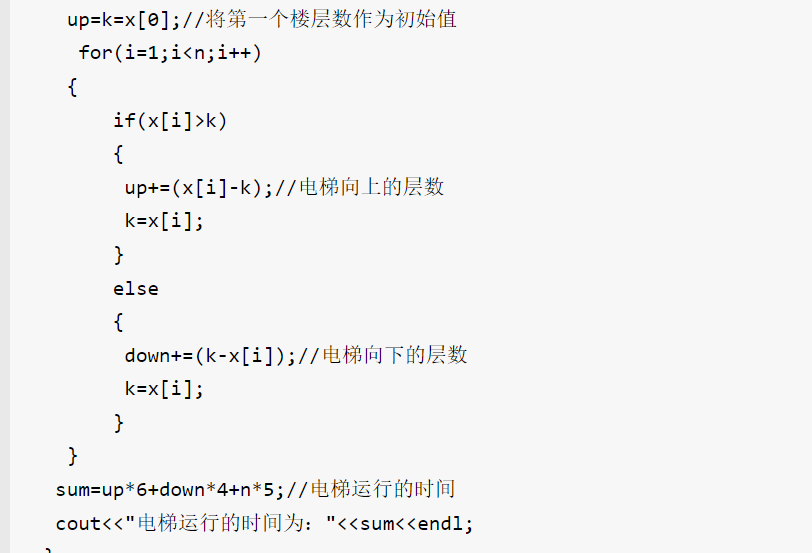 up=k=x[0];//将第一个楼层数作为初始值
for(i=1;i<n;i++)
{
if(x[i]>k)
{
up+=(x[i]-k);//电梯向上的层数
k=x[i];
}
else
{
down+=(k-x[i]);//电梯向下的层数
k=x[i];
}
}
sum=up*6+down*4+n*5;//电梯运行的时间
cout<<"电梯运行的时间为："<<sum<<endl;
}